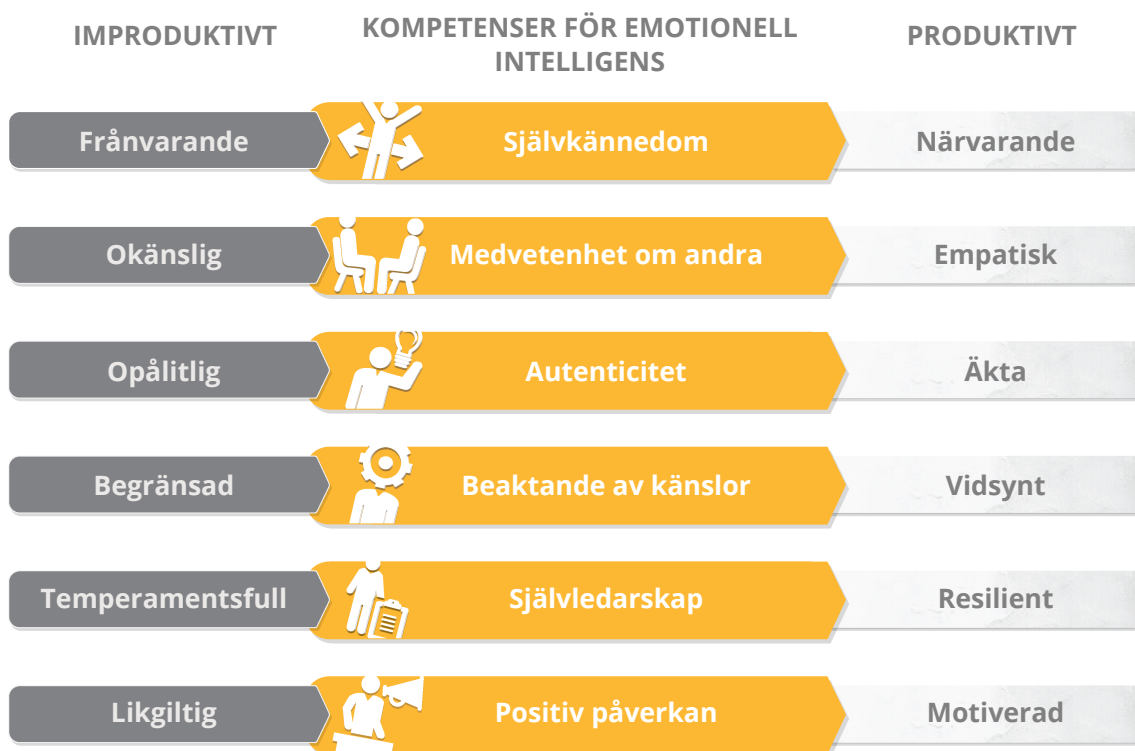 IMPRODUKTIVT
KOMPETENSER FÖR EMOTIONELL
INTELLIGENS
PRODUKTIVT
Frånvarande
Självkännedom
Närvarande
Okänslig
Medvetenhet om andra
Empatisk
Opålitlig
Autenticitet
Äkta
Begränsad
Beaktande av känslor
Vidsynt
Temperamentsfull
Självledarskap
Resilient
Likgiltig
Positiv påverkan
Motiverad